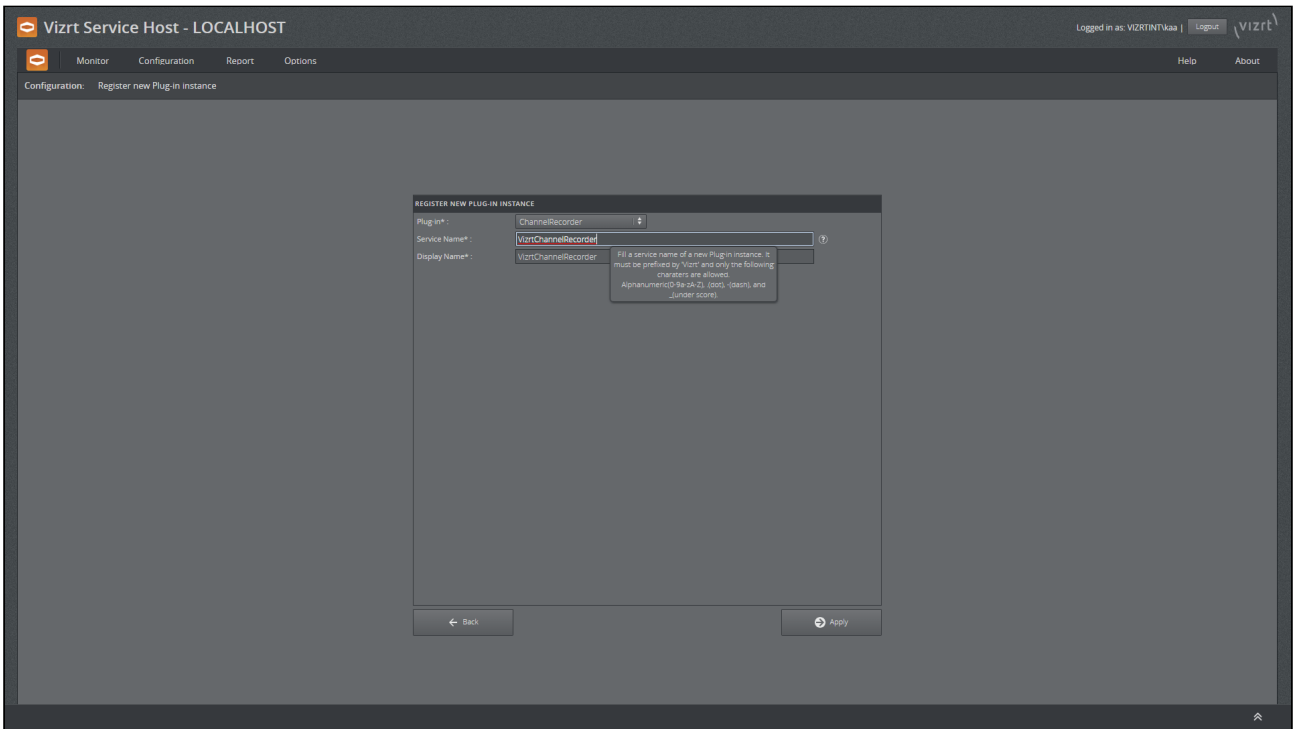 Vizrt Service Host - LOCALHOST
Logged in as: VIZRTINT\kaa | Logout
vizrt
Monitor Configuration Report Options Help About
Configuration: Register new Plug-in instance
REGISTER NEW PLUG-IN INSTANCE
Plug-in* : ChannelRecorder
Service Name* : VizrtChannelRecorder ?
Display Name* : VizrtChannelRecorder
Fill a service name of a new Plug-in instance. It
must be prefixed by 'Vizrt' and only the following
charaters are allowed.
Alphanumeric(0-9a-zA-Z), .(dot), -(dash), and
_(under score).
Back
Apply